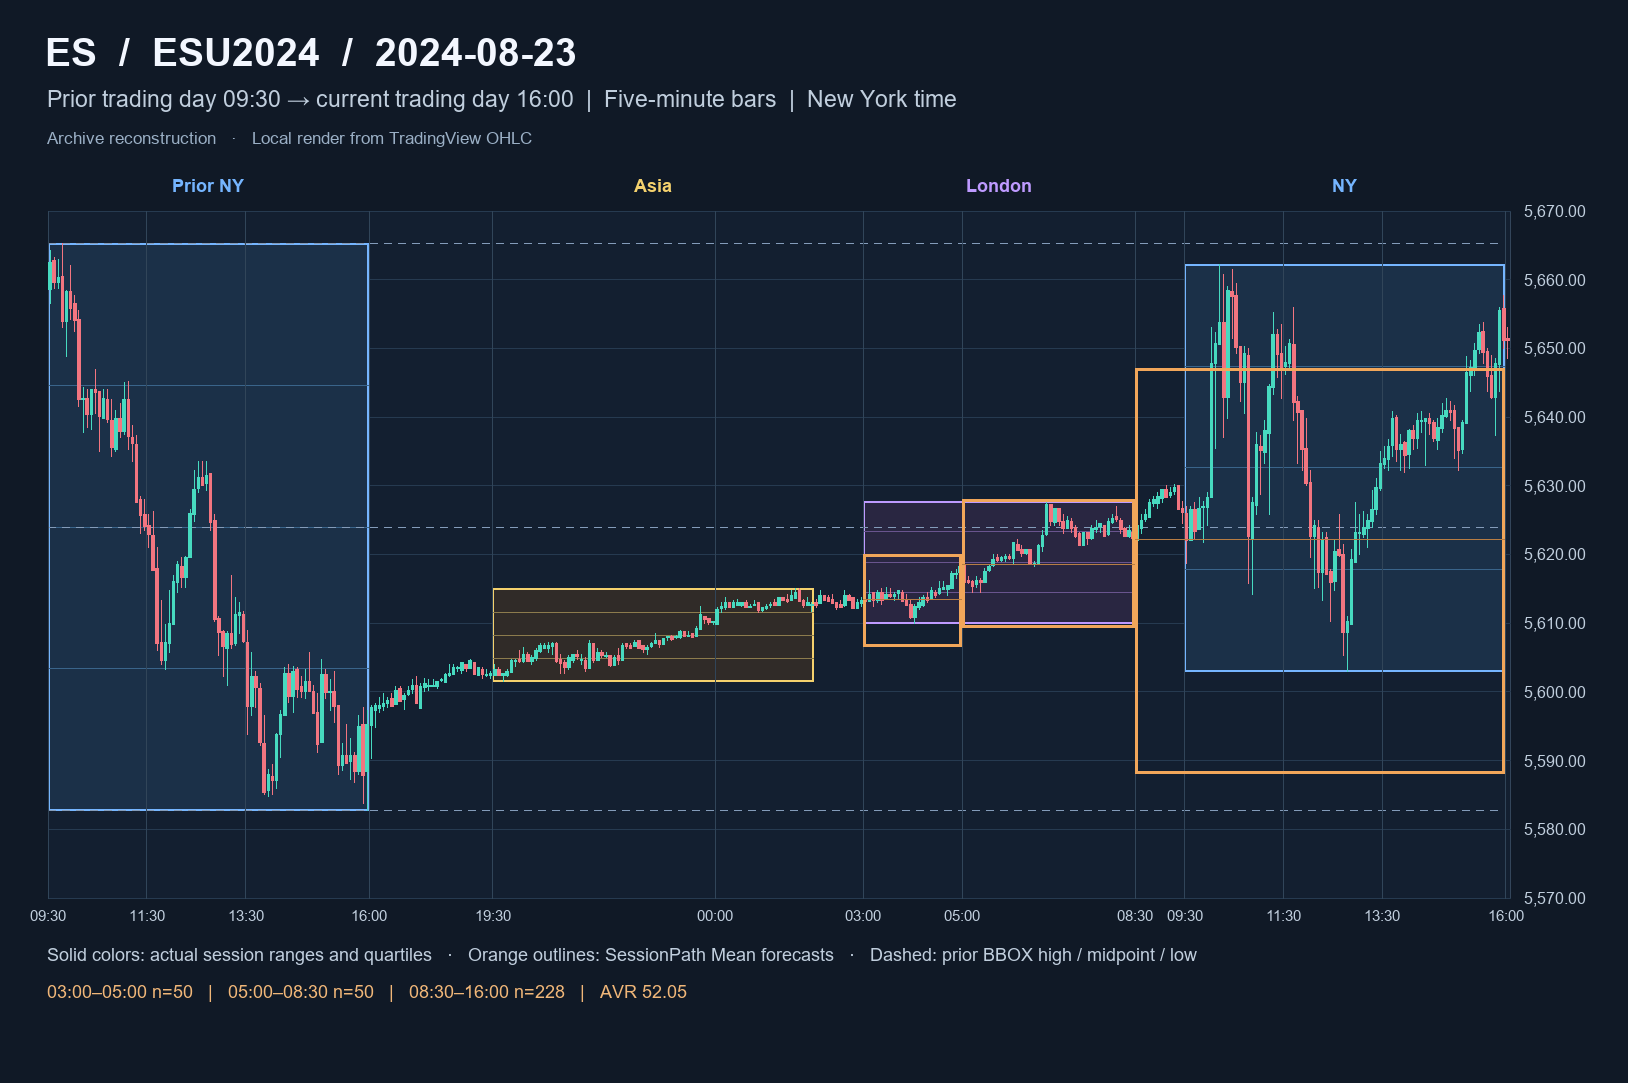 ES / ESU2024 / 2024-08-23
Prior trading day 09:30 → current trading day 16:00 | Five-minute bars | New York time
Archive reconstruction · Local render from TradingView OHLC
Prior NY Asia London NY
5,670.00
5,660.00
5,650.00
5,640.00
5,630.00
5,620.00
5,610.00
5,600.00
5,590.00
5,580.00
5,570.00
09:30 11:30 13:30 16:00 19:30 00:00 03:00 05:00 08:30 09:30 11:30 13:30 16:00
Solid colors: actual session ranges and quartiles · Orange outlines: SessionPath Mean forecasts · Dashed: prior BBOX high / midpoint / low
03:00–05:00 n=50 | 05:00–08:30 n=50 | 08:30–16:00 n=228 | AVR 52.05